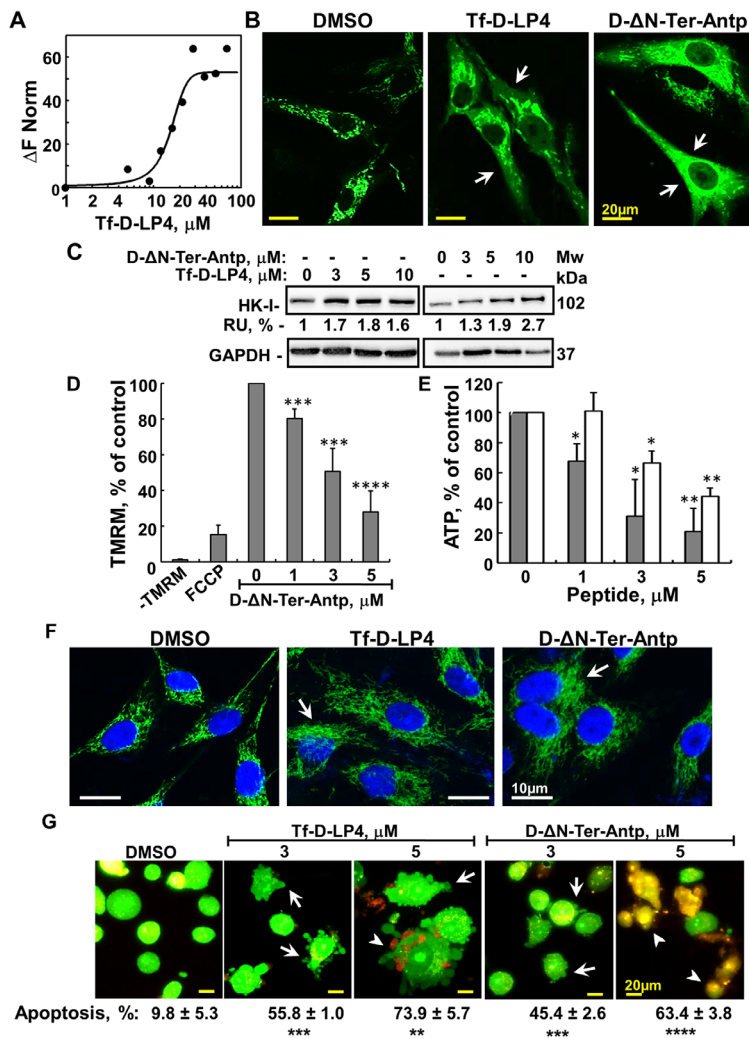 A
ΔF Norm
60
40
20
0
1 2 4 6 10 20 40 60 100
Tf-D-LP4, μM
B
DMSO
Tf-D-LP4
D-ΔN-Ter-Antp
20μm
C
D-ΔN-Ter-Antp, μM: - - - - 0 3 5 10 Mw
Tf-D-LP4, μM: 0 3 5 10 - - - - kDa
HK-I- 102
RU, % - 1 1.7 1.8 1.6 1 1.3 1.9 2.7
GAPDH - 37
D
TMRM, % of control
100
80
60
40
20
0
*** *** ****
-TMRM FCCP 0 1 3 5
D-ΔN-Ter-Antp, μM
E
ATP, % of control
120
100
80
60
40
20
0
* * * ** **
0 1 3 5
Peptide, μM
F
DMSO
Tf-D-LP4
D-ΔN-Ter-Antp
10μm
G
Tf-D-LP4, μM
D-ΔN-Ter-Antp, μM
DMSO 3 5 3 5
20μm
Apoptosis, %: 9.8 ± 5.3 55.8 ± 1.0 73.9 ± 5.7 45.4 ± 2.6 63.4 ± 3.8
*** ** *** ****